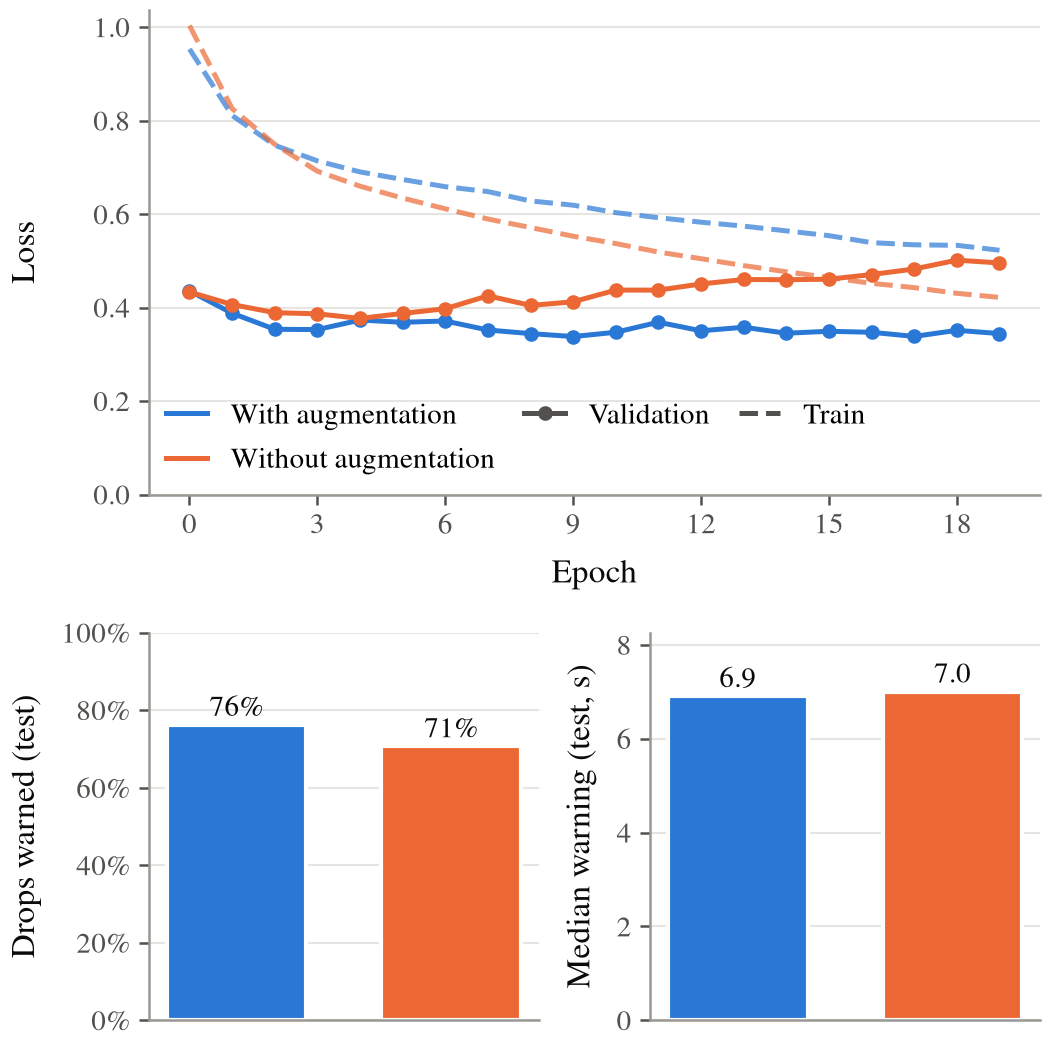 1.0
0.8
0.6
0.4
0.2
0.0
Loss
With augmentation
Validation
Train
Without augmentation
0 3 6 9 12 15 18
Epoch
100%
80%
60%
40%
20%
0%
Drops warned (test)
76%
71%
8
6
4
2
0
Median warning (test, s)
6.9
7.0